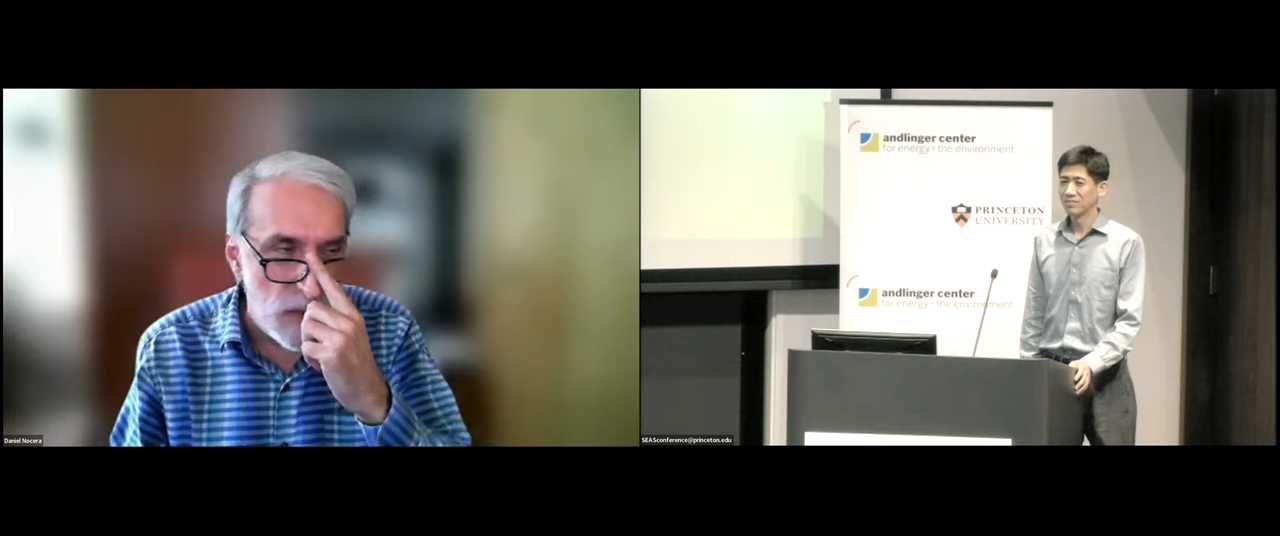 andlinger center
for energy + the environment
PRINCETON
UNIVERSITY
andlinger center
for energy + the environment
Daniel Nocera
SEASconference@princeton.edu